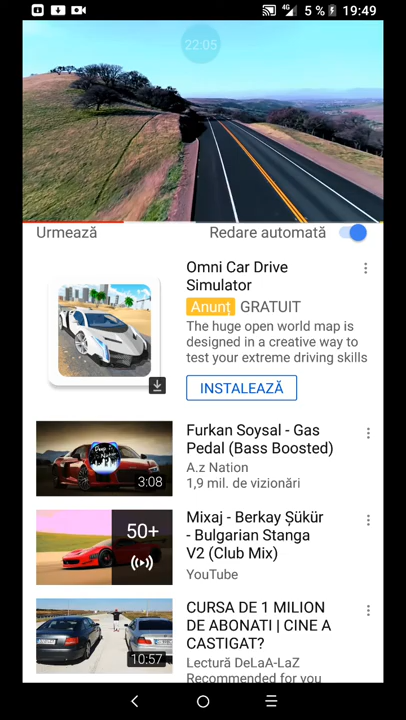 4G 5 % 19:49
22:05
Urmează Redare automată
Omni Car Drive
Simulator
Anunț GRATUIT
The huge open world map is
designed in a creative way to
test your extreme driving skills
INSTALEAZĂ
Furkan Soysal - Gas
Pedal (Bass Boosted)
A.z Nation
1,9 mil. de vizionări
3:08
Mixaj - Berkay Şükür
- Bulgarian Stanga
V2 (Club Mix)
YouTube
50+
CURSA DE 1 MILION
DE ABONATI | CINE A
CASTIGAT?
Lectură DeLaA-LaZ
Recommended for you
10:57